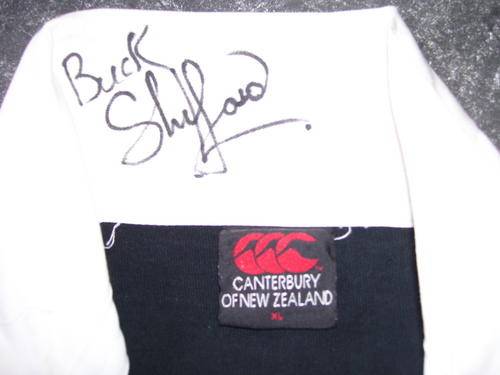 Buck
Shelford
CANTERBURY
OF NEW ZEALAND
XL